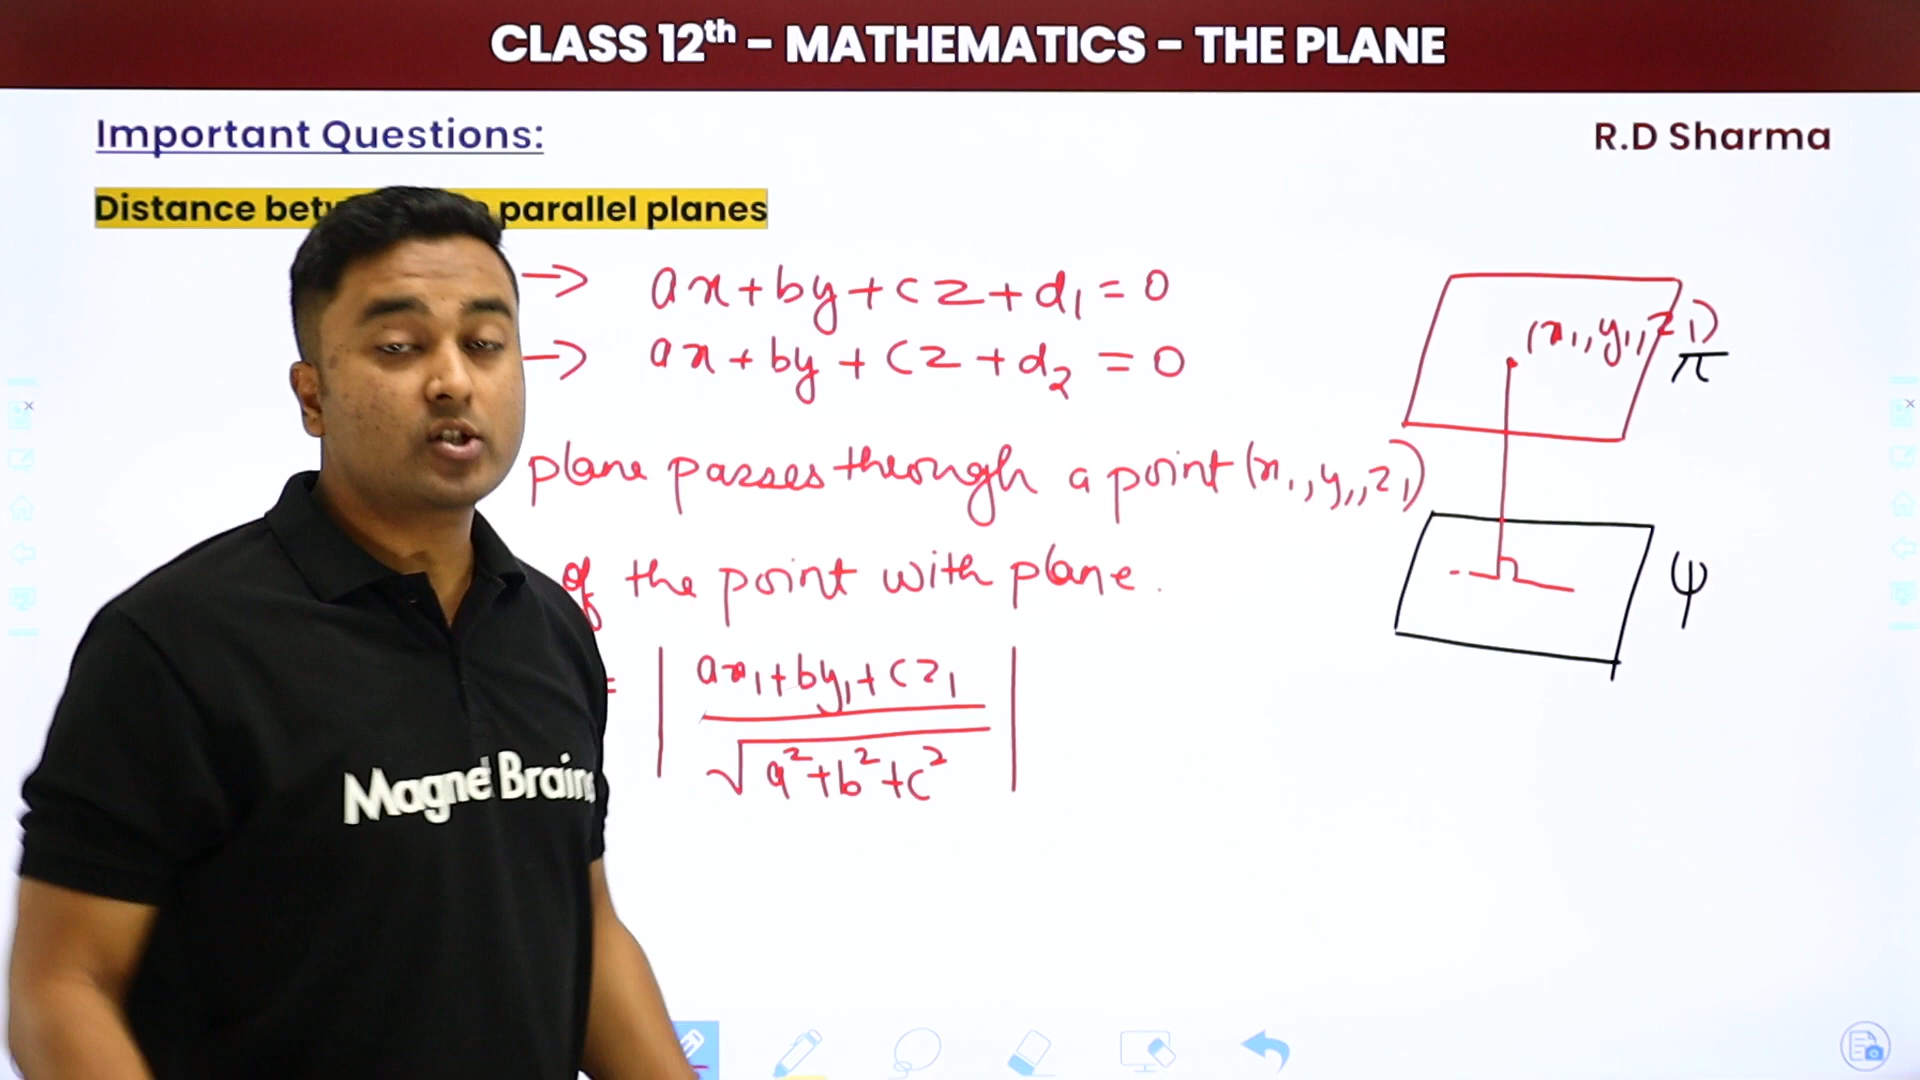 CLASS 12th - MATHEMATICS - THE PLANE
Important Questions:
R.D Sharma
Distance parallel planes
→ ax+by+cz+d₁=0
→ ax+by+cz+d₂=0
(x₁,y₁,z₁)
π
plane passes through a point (x₁,y₁,z₁)
of the point with plane.
ψ
= | ax₁+by₁+cz₁ / √a²+b²+c² |
Magnet Brains